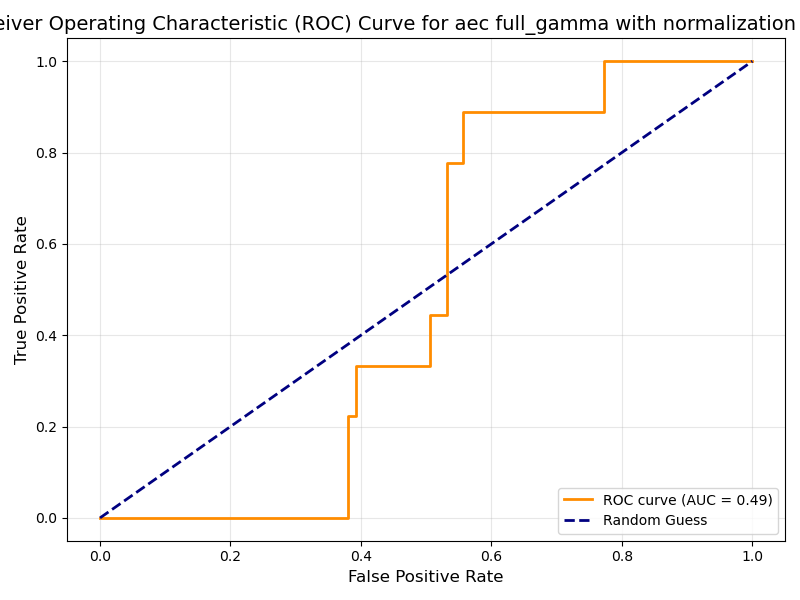 eiver Operating Characteristic (ROC) Curve for aec full_gamma with normalization
1.0
0.8
0.6
0.4
0.2
0.0
True Positive Rate
0.0 0.2 0.4 0.6 0.8 1.0
False Positive Rate
ROC curve (AUC = 0.49)
Random Guess